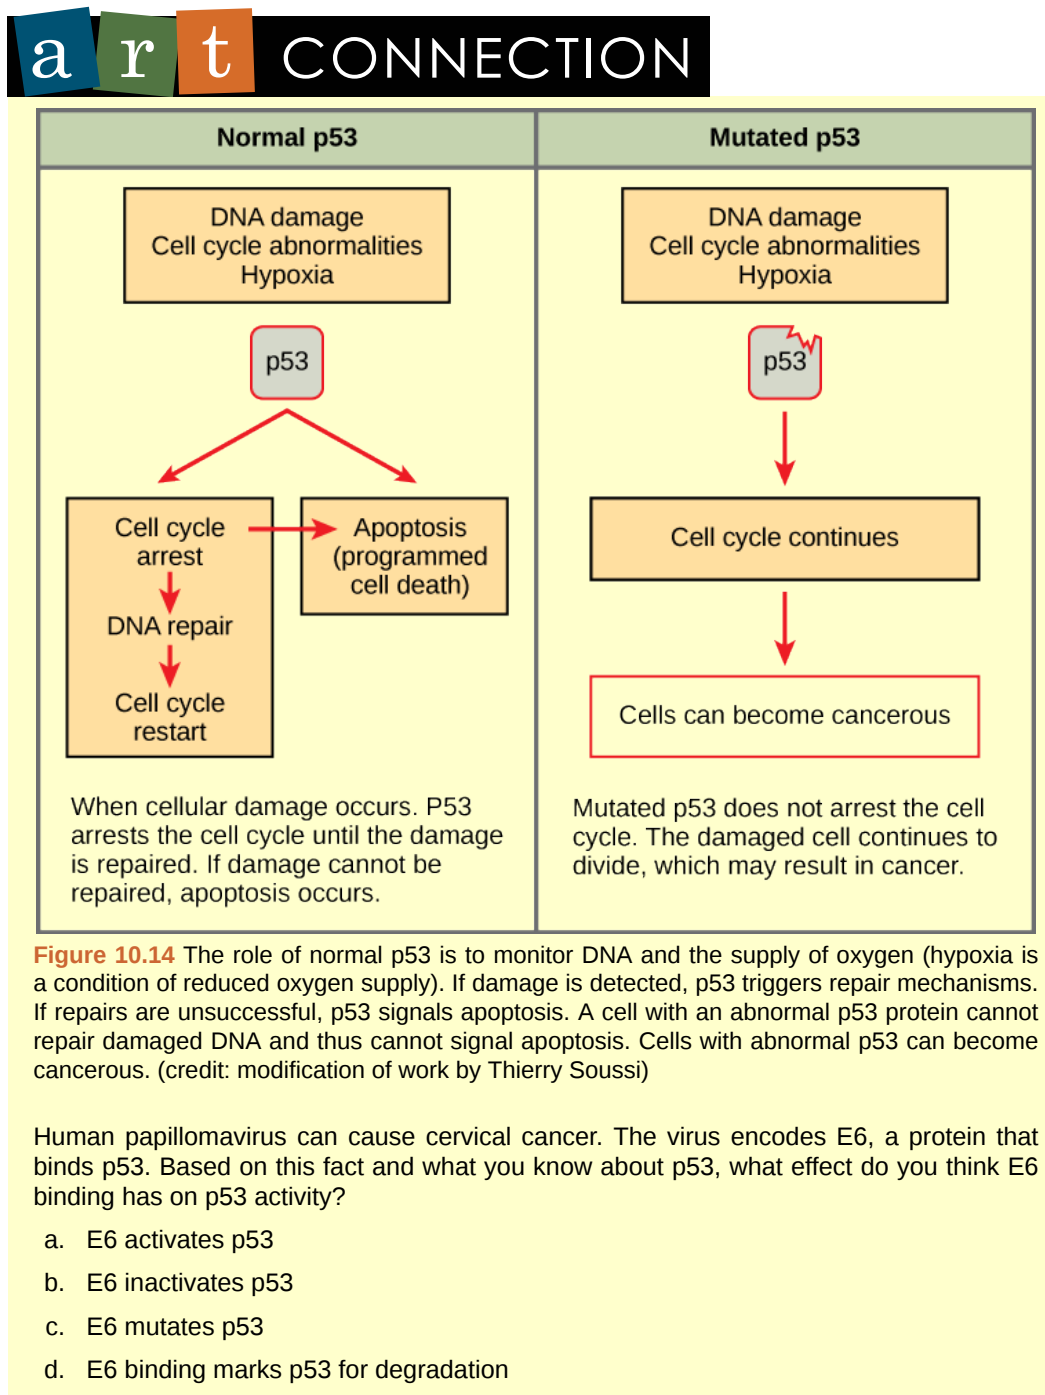 art CONNECTION
Normal p53
Mutated p53
DNA damage
Cell cycle abnormalities
Hypoxia
p53
Cell cycle
arrest
DNA repair
Cell cycle
restart
Apoptosis
(programmed
cell death)
When cellular damage occurs. P53
arrests the cell cycle until the damage
is repaired. If damage cannot be
repaired, apoptosis occurs.
DNA damage
Cell cycle abnormalities
Hypoxia
p53
Cell cycle continues
Cells can become cancerous
Mutated p53 does not arrest the cell
cycle. The damaged cell continues to
divide, which may result in cancer.
Figure 10.14 The role of normal p53 is to monitor DNA and the supply of oxygen (hypoxia is
a condition of reduced oxygen supply). If damage is detected, p53 triggers repair mechanisms.
If repairs are unsuccessful, p53 signals apoptosis. A cell with an abnormal p53 protein cannot
repair damaged DNA and thus cannot signal apoptosis. Cells with abnormal p53 can become
cancerous. (credit: modification of work by Thierry Soussi)
Human papillomavirus can cause cervical cancer. The virus encodes E6, a protein that
binds p53. Based on this fact and what you know about p53, what effect do you think E6
binding has on p53 activity?
a. E6 activates p53
b. E6 inactivates p53
c. E6 mutates p53
d. E6 binding marks p53 for degradation